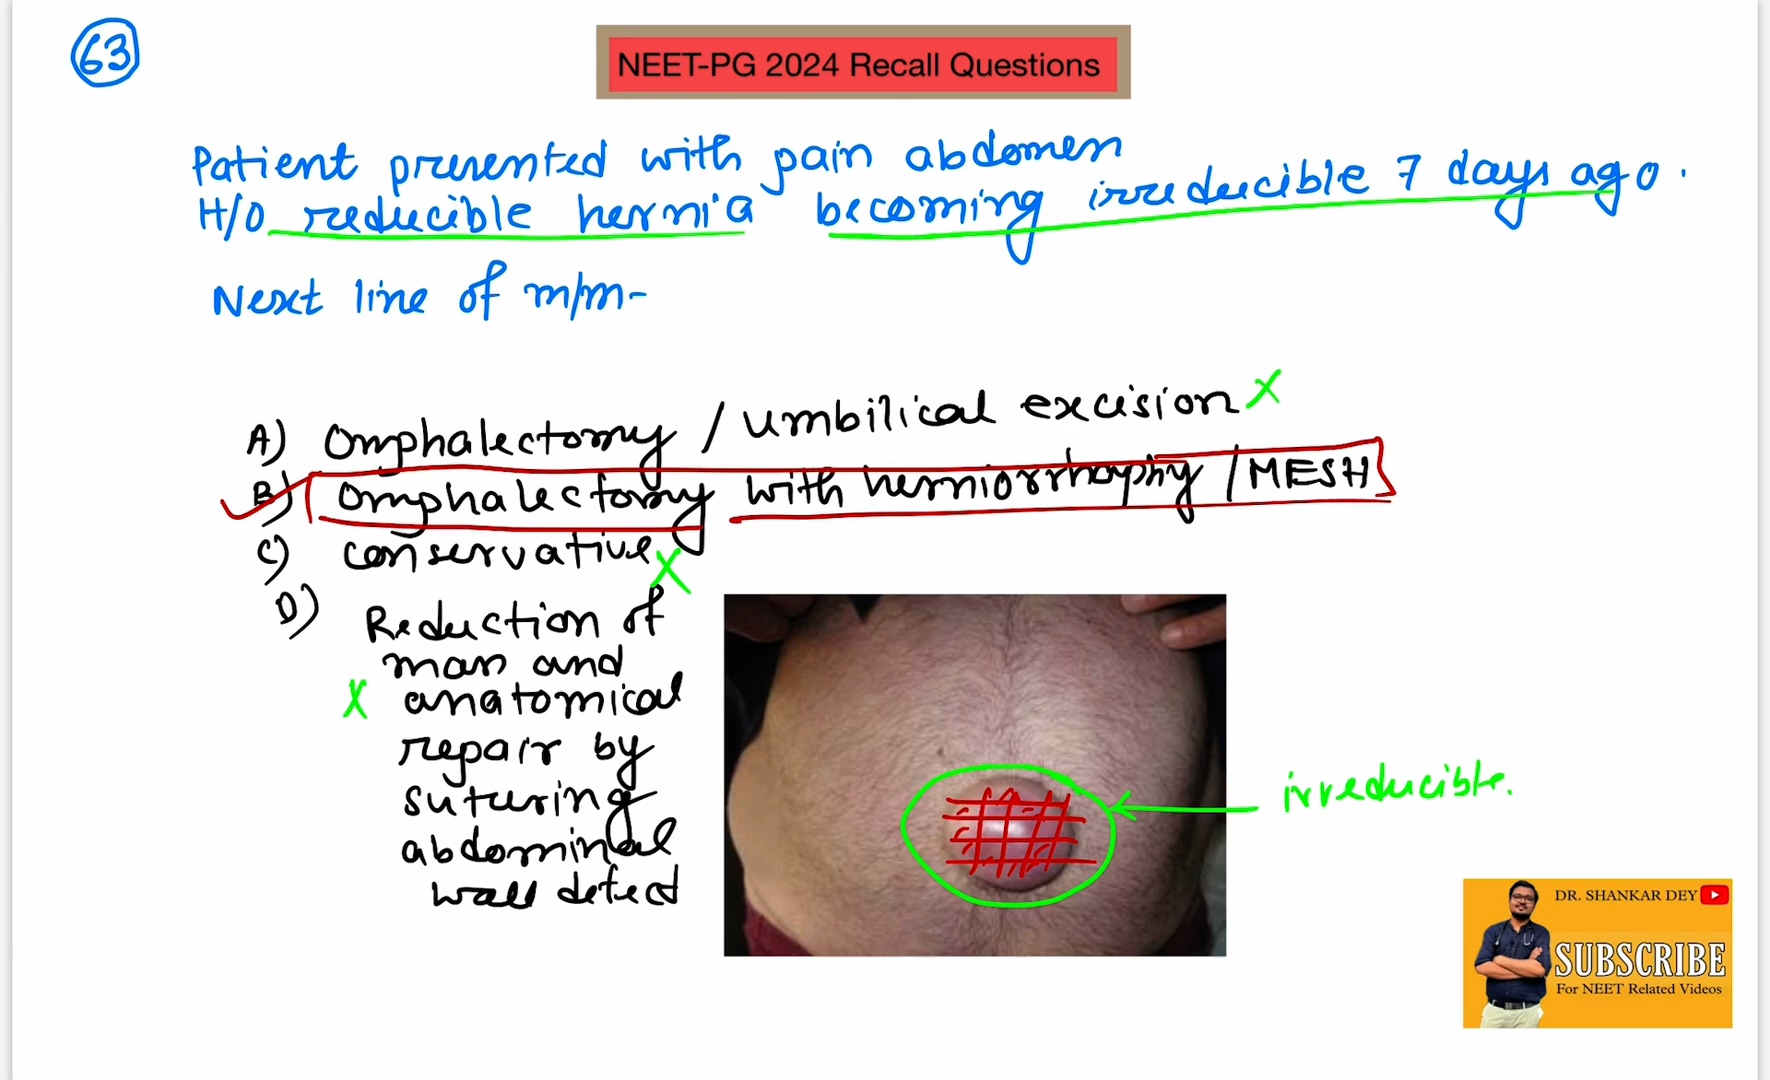 63
NEET-PG 2024 Recall Questions
Patient presented with pain abdomen
H/O reducible hernia becoming irreducible 7 days ago.
Next line of m/m-
A) Omphalectomy / umbilical excision X
B) Omphalectomy with herniorrhaphy / MESH
C) conservative X
D) Reduction of
man and
X anatomical
repair by
suturing
abdominal
wall defect
irreducible.
DR. SHANKAR DEY
SUBSCRIBE
For NEET Related Videos